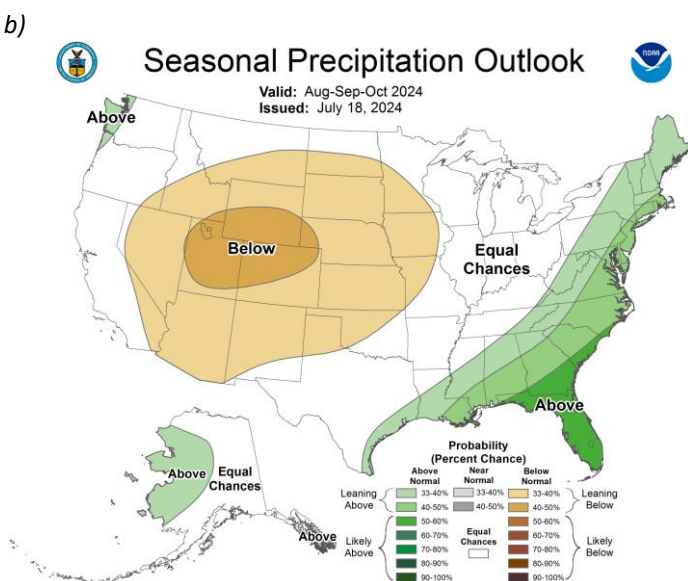 b)
Seasonal Precipitation Outlook
NOAA
Valid: Aug-Sep-Oct 2024
Issued: July 18, 2024
Above
Below
Equal
Chances
Above
Above
Equal
Chances
Above
Probability
(Percent Chance)
Above Normal
Near Normal
Below Normal
Leaning Above
33-40%
40-50%
Likely Above
50-60%
60-70%
70-80%
80-90%
90-100%
33-40%
40-50%
Equal Chances
33-40%
40-50%
Leaning Below
50-60%
60-70%
70-80%
80-90%
90-100%
Likely Below